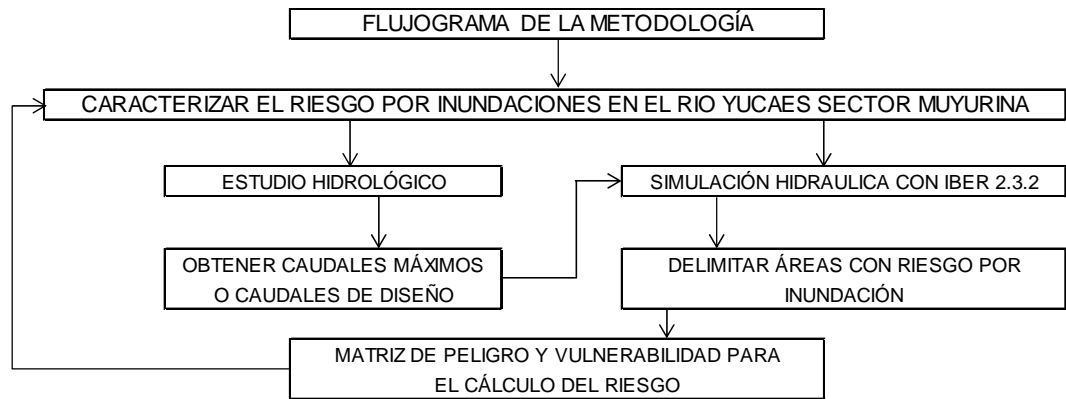 FLUJOGRAMA DE LA METODOLOGÍA
CARACTERIZAR EL RIESGO POR INUNDACIONES EN EL RIO YUCAES SECTOR MUYURINA
ESTUDIO HIDROLÓGICO
SIMULACIÓN HIDRAULICA CON IBER 2.3.2
OBTENER CAUDALES MÁXIMOS
O CAUDALES DE DISEÑO
DELIMITAR ÁREAS CON RIESGO POR
INUNDACIÓN
MATRIZ DE PELIGRO Y VULNERABILIDAD PARA
EL CÁLCULO DEL RIESGO